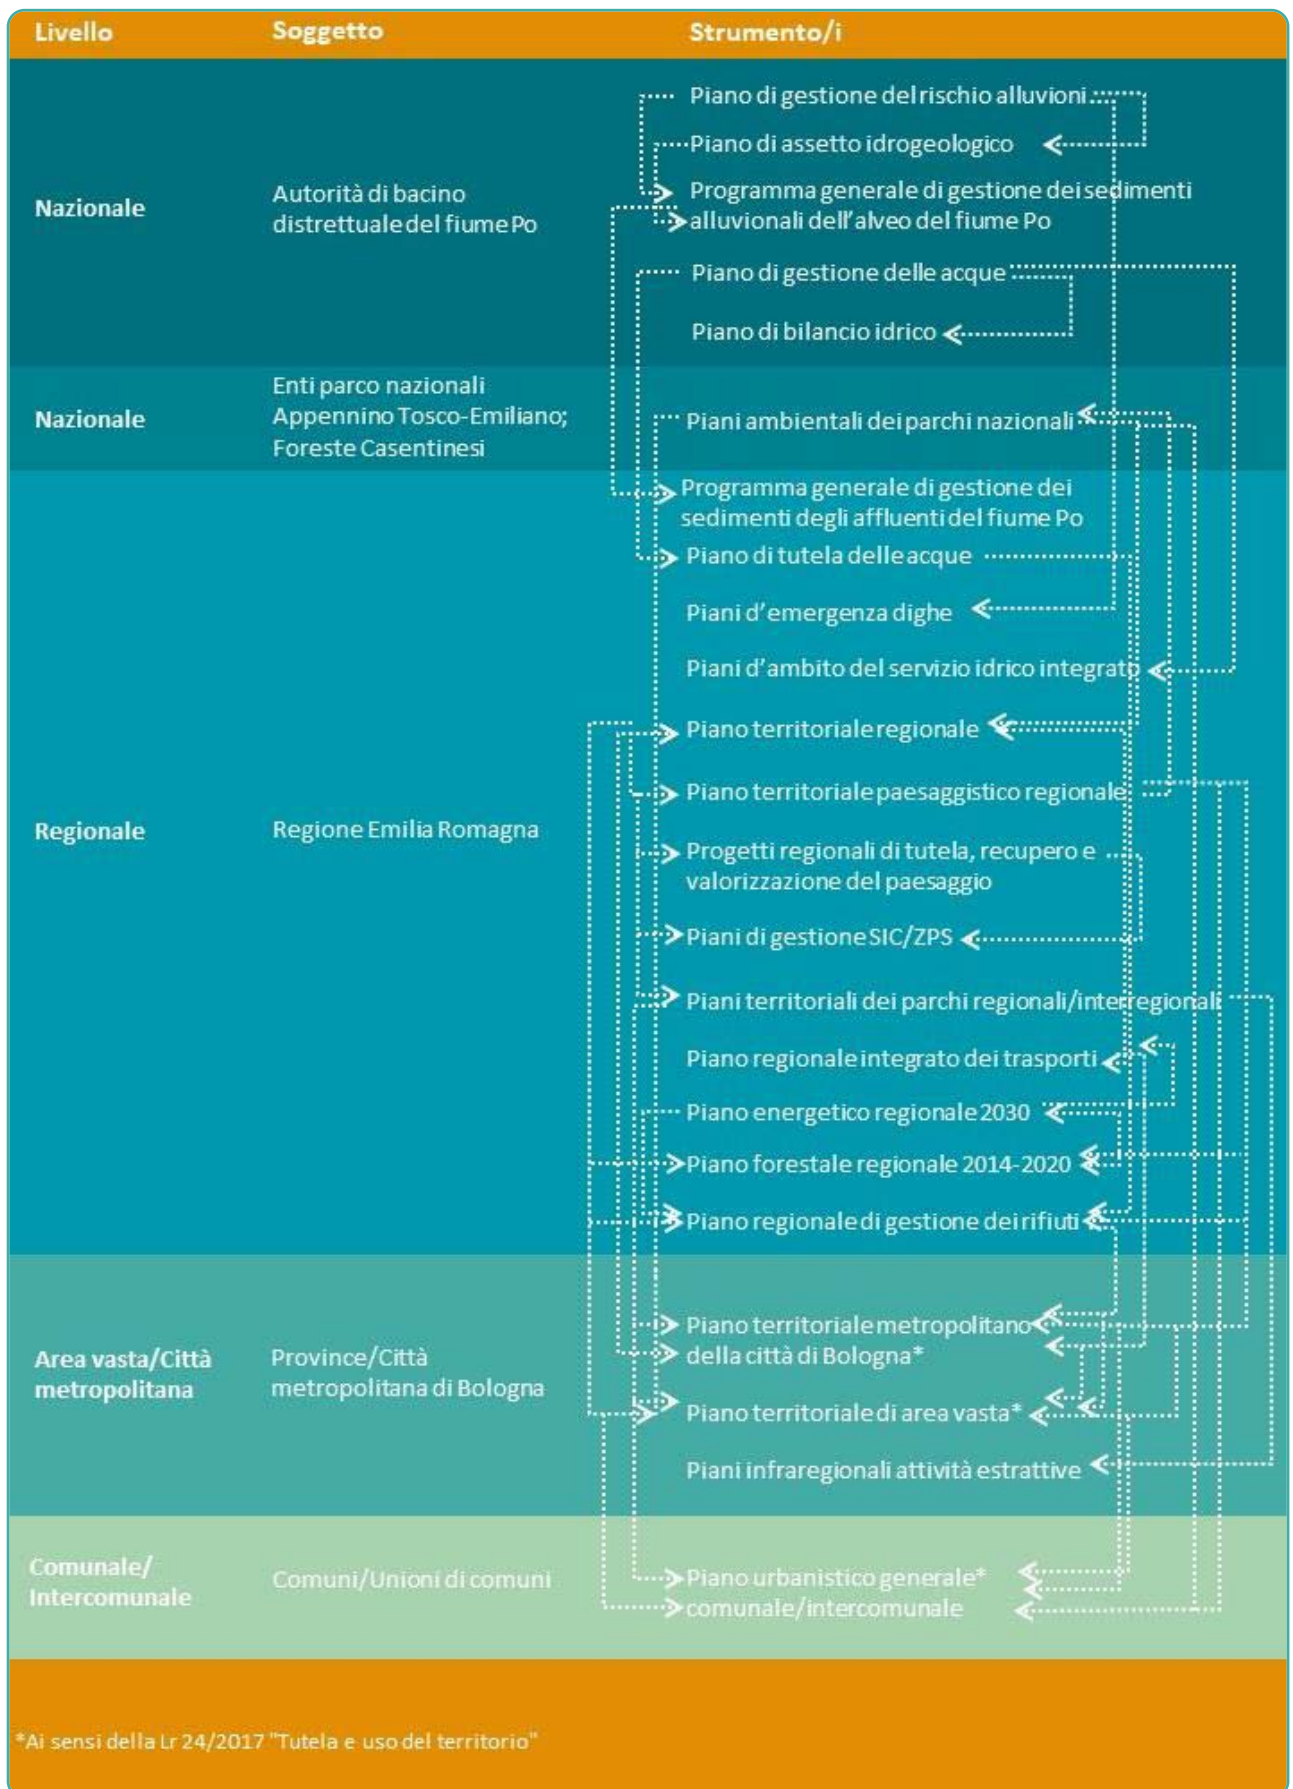 Livello Soggetto Strumento/i
Nazionale
Autorità di bacino
distrettuale del fiume Po
Piano di gestione del rischio alluvioni
Piano di assetto idrogeologico
Programma generale di gestione dei sedimenti
alluvionali dell'alveo del fiume Po
Piano di gestione delle acque
Piano di bilancio idrico
Nazionale
Enti parco nazionali
Appennino Tosco-Emiliano;
Foreste Casentinesi
Piani ambientali dei parchi nazionali
Regionale
Regione Emilia Romagna
Programma generale di gestione dei
sedimenti degli affluenti del fiume Po
Piano di tutela delle acque
Piani d'emergenza dighe
Piani d'ambito del servizio idrico integrato
Piano territoriale regionale
Piano territoriale paesaggistico regionale
Progetti regionali di tutela, recupero e
valorizzazione del paesaggio
Piani di gestione SIC/ZPS
Piani territoriali dei parchi regionali/interregionali
Piano regionale integrato dei trasporti
Piano energetico regionale 2030
Piano forestale regionale 2014-2020
Piano regionale di gestione dei rifiuti
Area vasta/Città
metropolitana
Province/Città
metropolitana di Bologna
Piano territoriale metropolitano
della città di Bologna*
Piano territoriale di area vasta*
Piani infraregionali attività estrattive
Comunale/
Intercomunale
Comuni/Unioni di comuni
Piano urbanistico generale*
comunale/intercomunale
*Ai sensi della Lr 24/2017 "Tutela e uso del territorio"